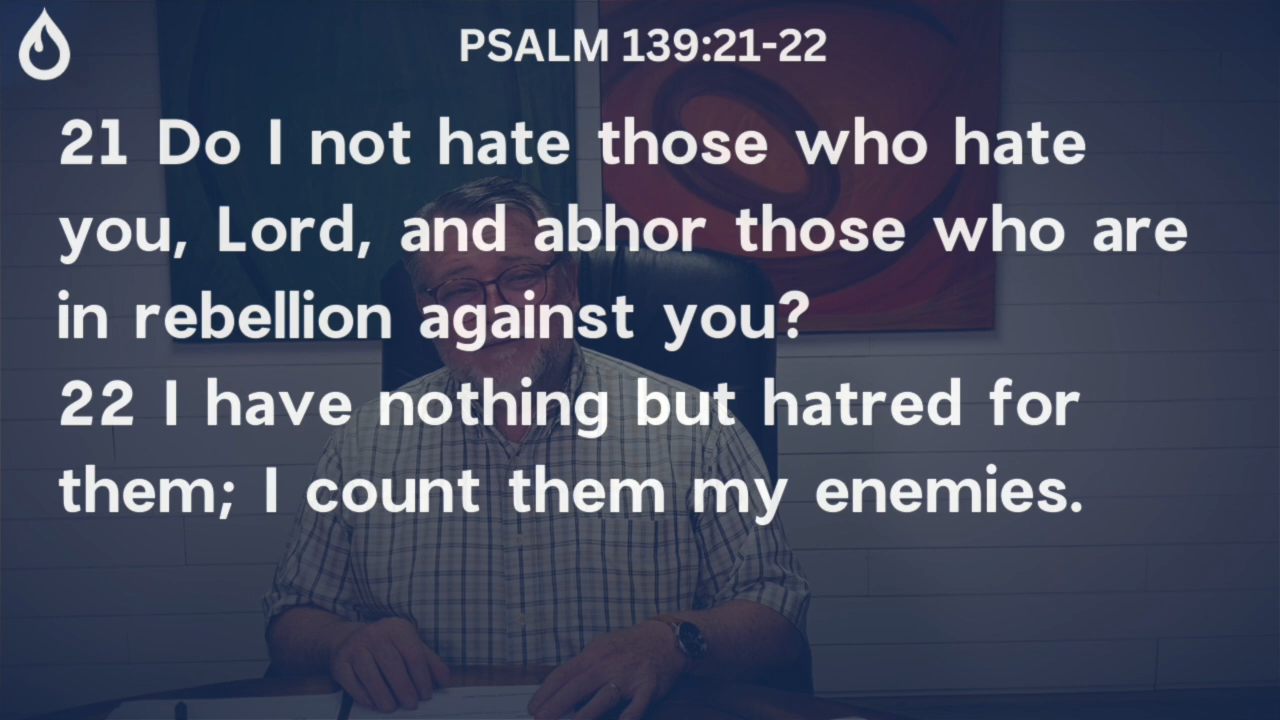 PSALM 139:21-22
21 Do I not hate those who hate
you, Lord, and abhor those who are
in rebellion against you?
22 I have nothing but hatred for
them; I count them my enemies.